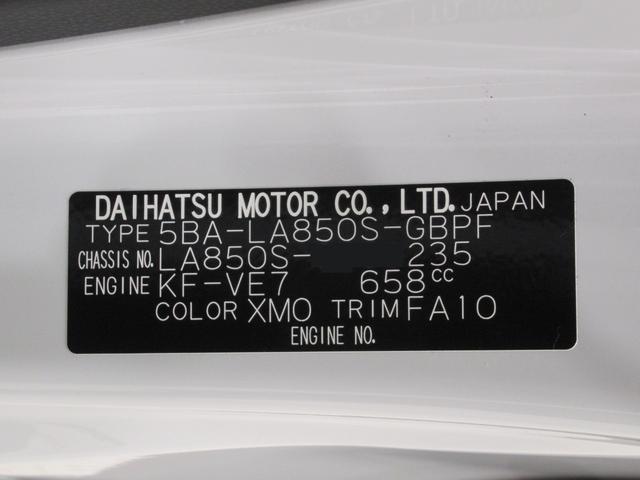 DAIHATSU MOTOR CO., LTD. JAPAN
TYPE 5BA-LA850S-GBPF
CHASSIS NO. LA850S- 235
ENGINE KF-VE7 658cc
COLOR XM0 TRIM FA10
ENGINE NO.